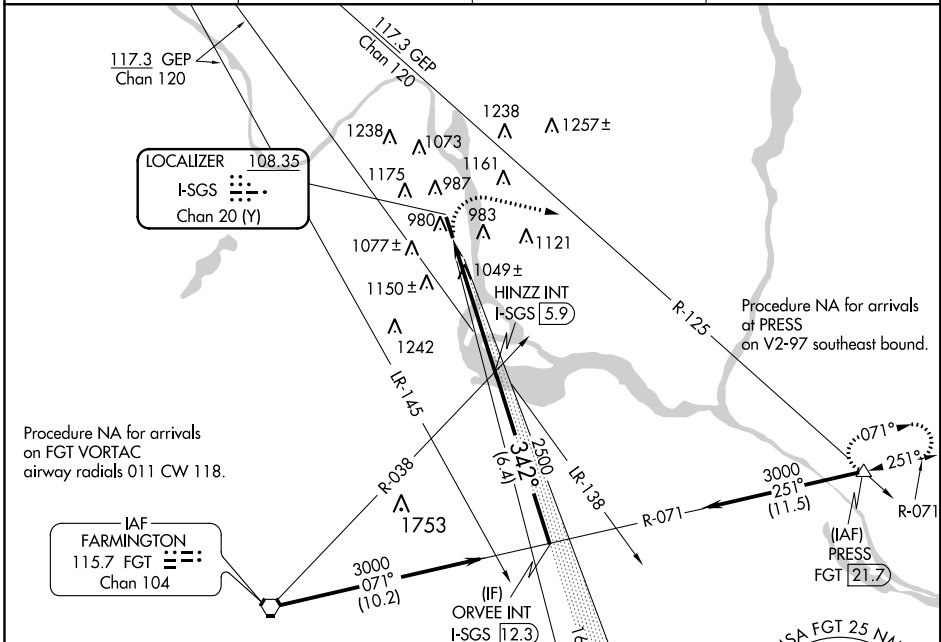 117.3 GEP
Chan 120
117.3 GEP
Chan 120
1238
1257±
1238
1073
LOCALIZER 108.35
I-SGS
Chan 20 (Y)
1161
1175
987
980
983
1121
1077±
1049±
1150±
HINZZ INT
I-SGS 5.9
1242
R-125
Procedure NA for arrivals
at PRESS
on V2-97 southeast bound.
LR-145
Procedure NA for arrivals
on FGT VORTAC
airway radials 011 CW 118.
R-038
342°
(6.4)
2500
LR-138
071°
251°
R-071
3000
251°
(11.5)
R-071
1753
IAF
FARMINGTON
115.7 FGT
Chan 104
3000
071°
(10.2)
(IAF)
PRESS
FGT 21.7
(IF)
ORVEE INT
I-SGS 12.3
SA FGT 25 NM